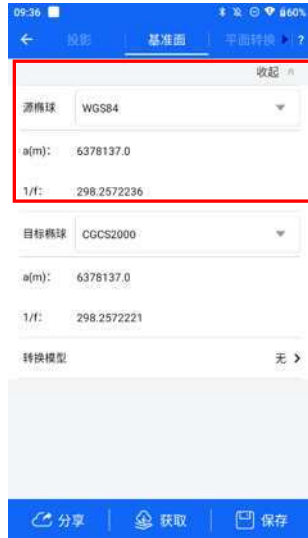 09:36 60%
← 投影 基准面 平面转换 ?
收起
源椭球 WGS84
a(m): 6378137.0
1/f: 298.2572236
目标椭球 CGCS2000
a(m): 6378137.0
1/f: 298.2572221
转换模型 无
分享 获取 保存